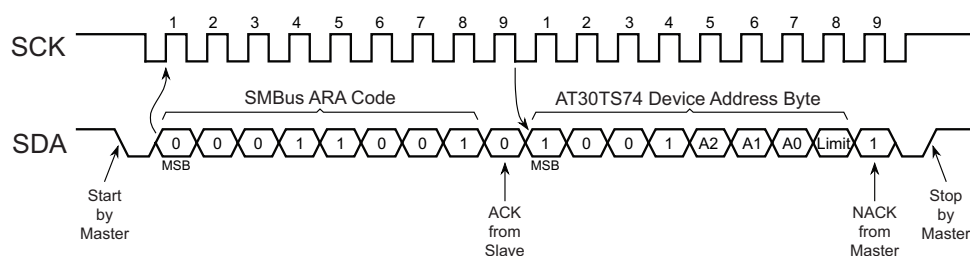 SCK 1 2 3 4 5 6 7 8 9 1 2 3 4 5 6 7 8 9
SMBus ARA Code AT30TS74 Device Address Byte
SDA 0 0 0 1 1 0 0 1 0 1 0 0 1 A2 A1 A0 Limit 1
MSB MSB
Start
by
Master
ACK
from
Slave
NACK
from
Master
Stop
by
Master